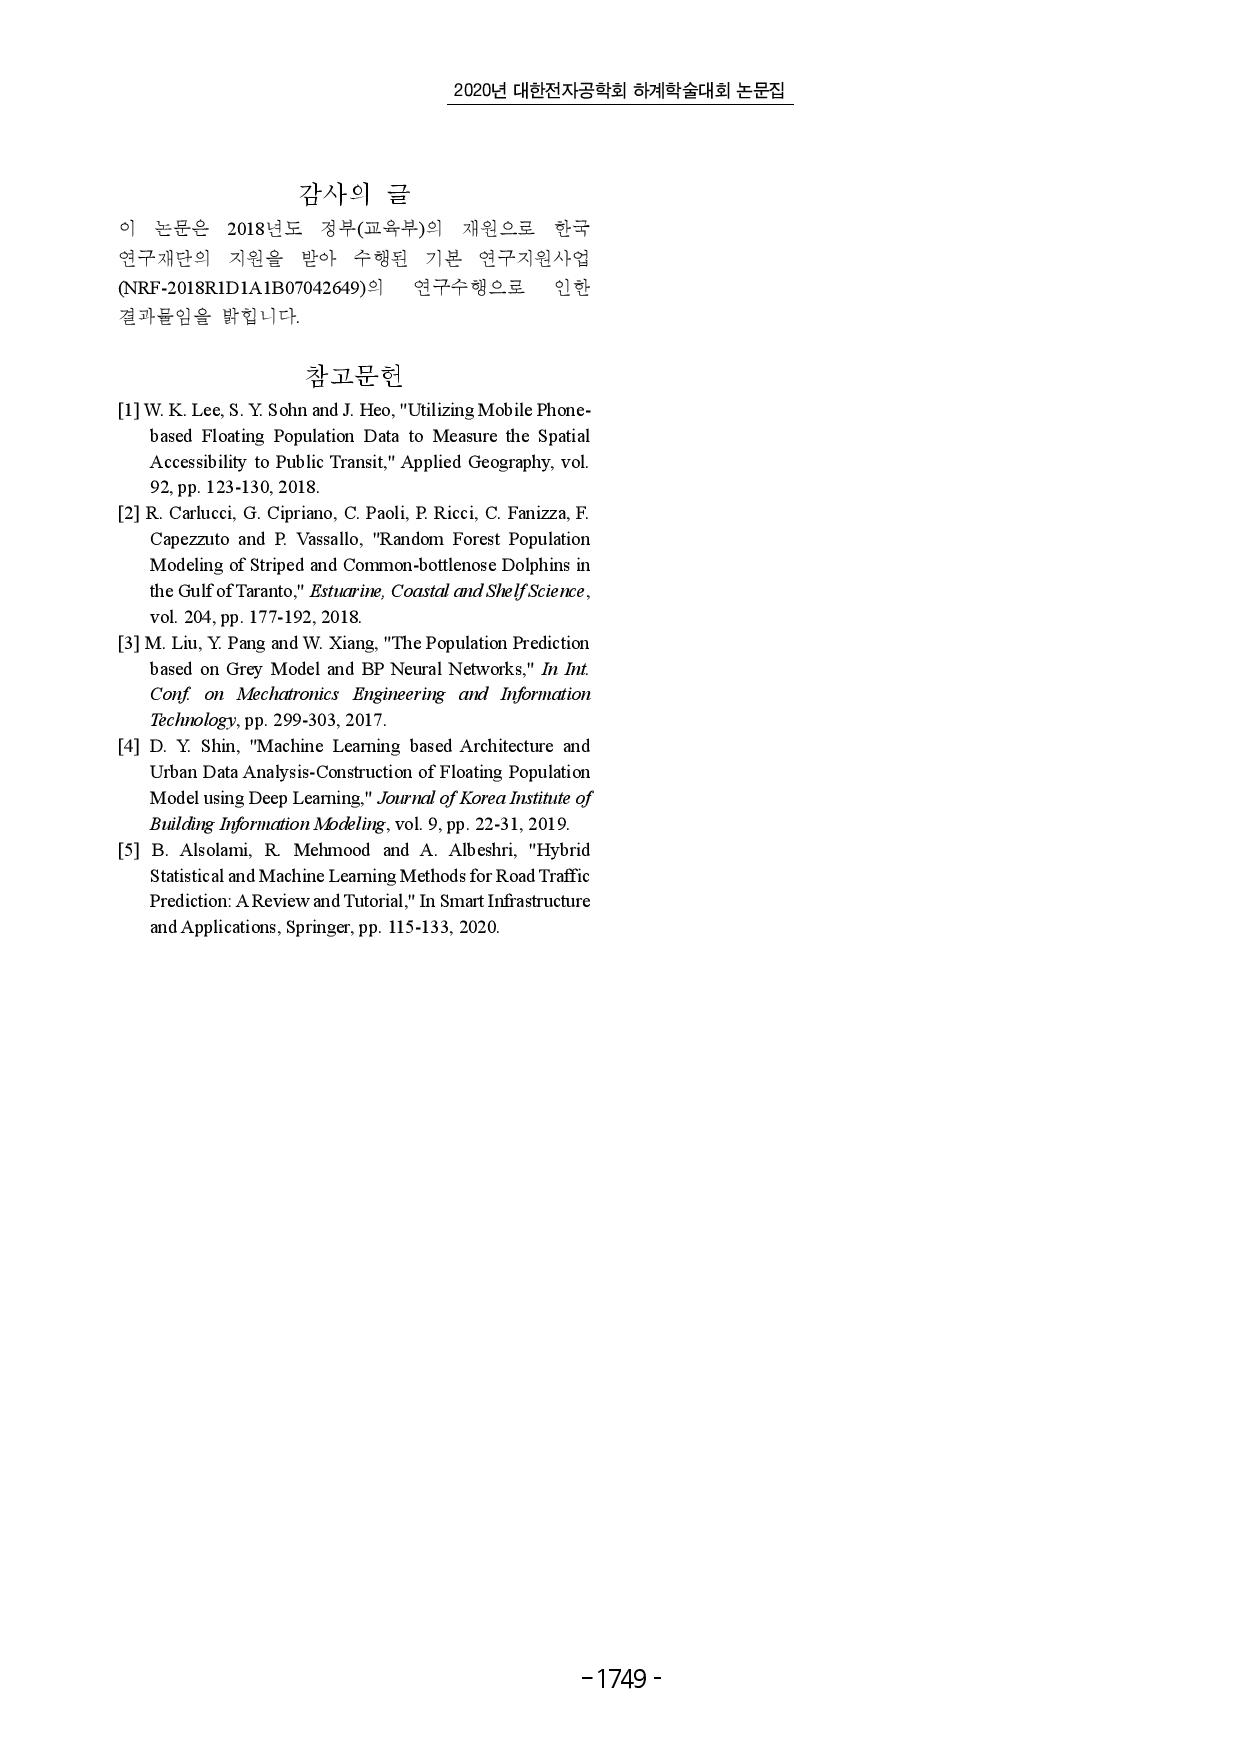 2020년 대한전자공학회 하계학술대회 논문집
감사의 글
이 논문은 2018년도 정부(교육부)의 재원으로 한국
연구재단의 지원을 받아 수행된 기본 연구지원사업
(NRF-2018R1D1A1B07042649)의 연구수행으로 인한
결과물임을 밝힙니다.
참고문헌
[1] W. K. Lee, S. Y. Sohn and J. Heo, "Utilizing Mobile Phone-
based Floating Population Data to Measure the Spatial
Accessibility to Public Transit," Applied Geography, vol.
92, pp. 123-130, 2018.
[2] R. Carlucci, G. Cipriano, C. Paoli, P. Ricci, C. Fanizza, F.
Capezzuto and P. Vassallo, "Random Forest Population
Modeling of Striped and Common-bottlenose Dolphins in
the Gulf of Taranto," Estuarine, Coastal and Shelf Science,
vol. 204, pp. 177-192, 2018.
[3] M. Liu, Y. Pang and W. Xiang, "The Population Prediction
based on Grey Model and BP Neural Networks," In Int.
Conf. on Mechatronics Engineering and Information
Technology, pp. 299-303, 2017.
[4] D. Y. Shin, "Machine Learning based Architecture and
Urban Data Analysis-Construction of Floating Population
Model using Deep Learning," Journal of Korea Institute of
Building Information Modeling, vol. 9, pp. 22-31, 2019.
[5] B. Alsolami, R. Mehmood and A. Albeshri, "Hybrid
Statistical and Machine Learning Methods for Road Traffic
Prediction: A Review and Tutorial," In Smart Infrastructure
and Applications, Springer, pp. 115-133, 2020.
-1749-